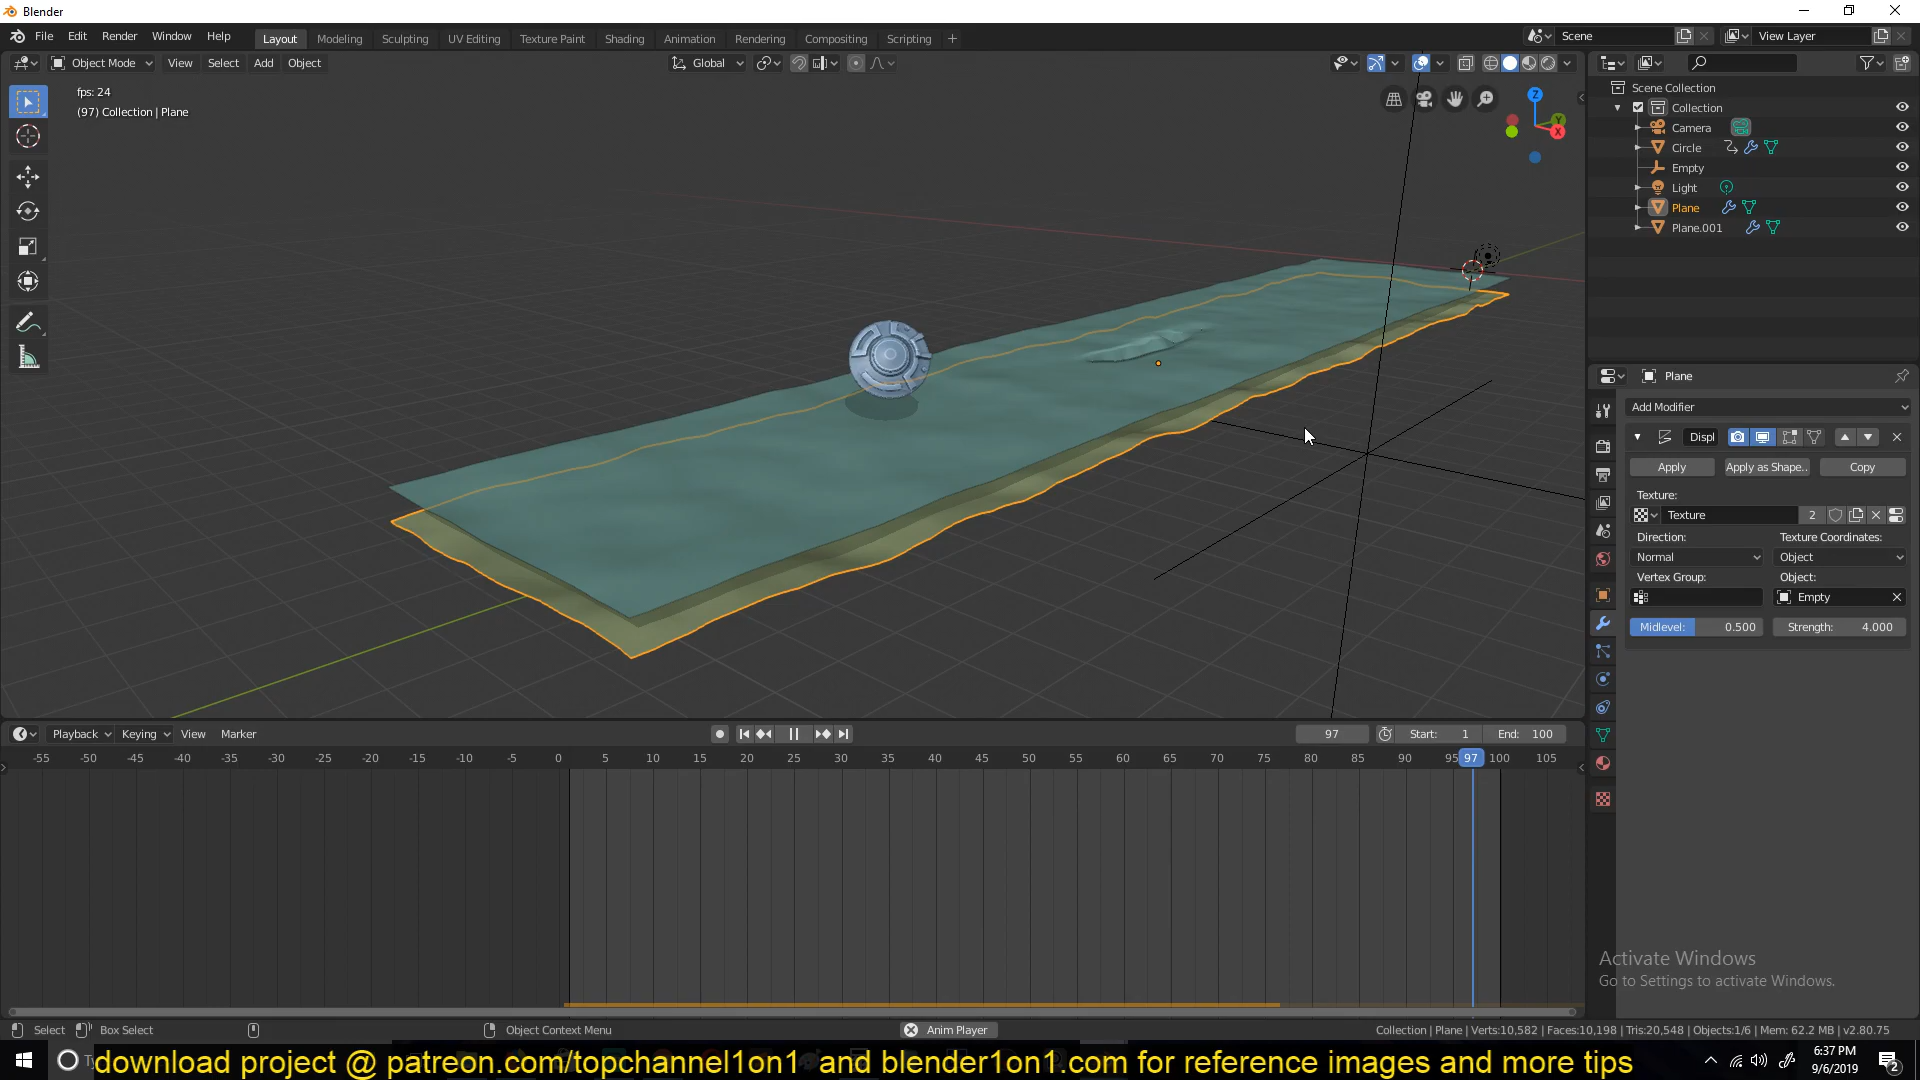 Blender
File Edit Render Window Help
Layout Modeling Sculpting UV Editing Texture Paint Shading Animation Rendering Compositing Scripting +
Scene
View Layer
Object Mode View Select Add Object
Global
fps: 24
(97) Collection | Plane
Z
Y
X
Scene Collection
Collection
Camera
Circle
Empty
Light
Plane
Plane.001
Plane
Add Modifier
Displ
Apply Apply as Shape.. Copy
Texture:
Texture 2
Direction: Texture Coordinates:
Normal Object
Vertex Group: Object:
Empty
Midlevel: 0.500 Strength: 4.000
Playback Keying View Marker
97 Start: 1 End: 100
-55 -50 -45 -40 -35 -30 -25 -20 -15 -10 -5 0 5 10 15 20 25 30 35 40 45 50 55 60 65 70 75 80 85 90 95 97 100 105
Activate Windows
Go to Settings to activate Windows.
Select Box Select Object Context Menu Anim Player Collection | Plane | Verts:10,582 | Faces:10,198 | Tris:20,548 | Objects:1/6 | Mem: 62.2 MB | v2.80.75
download project @ patreon.com/topchannel1on1 and blender1on1.com for reference images and more tips
6:37 PM
9/6/2019
2